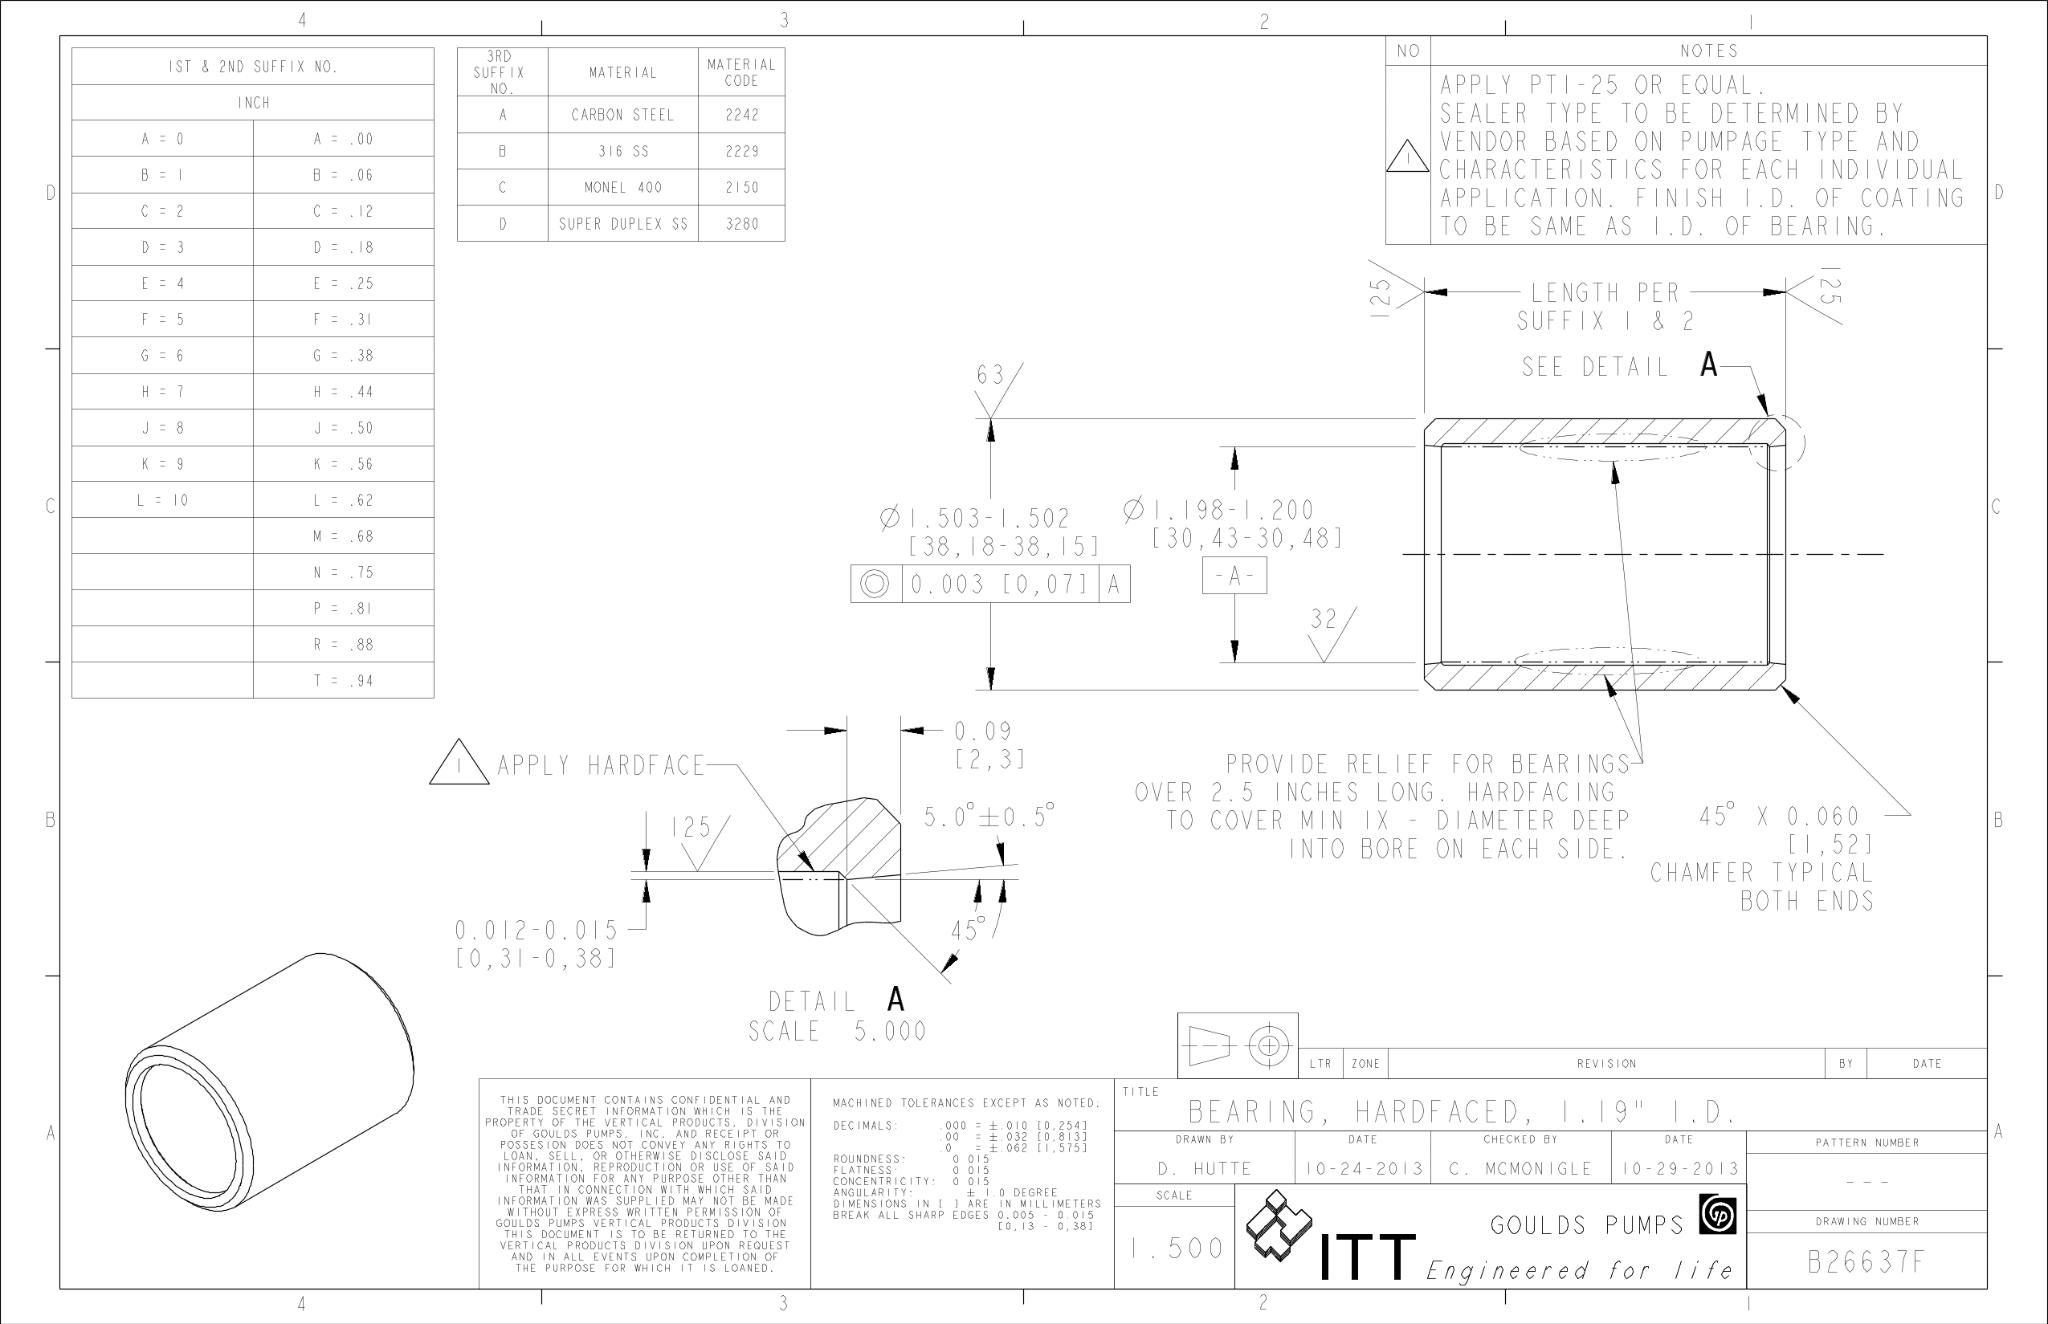 4 3 2 1
1ST & 2ND SUFFIX NO.
INCH
A = 0 A = .00
B = 1 B = .06
C = 2 C = .12
D = 3 D = .18
E = 4 E = .25
F = 5 F = .31
G = 6 G = .38
H = 7 H = .44
J = 8 J = .50
K = 9 K = .56
L = 10 L = .62
M = .68
N = .75
P = .81
R = .88
T = .94
3RD SUFFIX NO. MATERIAL MATERIAL CODE
A CARBON STEEL 2242
B 316 SS 2229
C MONEL 400 2150
D SUPER DUPLEX SS 3280
NO NOTES
1
APPLY PTI-25 OR EQUAL.
SEALER TYPE TO BE DETERMINED BY
VENDOR BASED ON PUMPAGE TYPE AND
CHARACTERISTICS FOR EACH INDIVIDUAL
APPLICATION. FINISH I.D. OF COATING
TO BE SAME AS I.D. OF BEARING.
D D
125 125
LENGTH PER
SUFFIX 1 & 2
SEE DETAIL A
63
Ø1.503-1.502
[38,18-38,15]
0.003 [0,07] A
Ø1.198-1.200
[30,43-30,48]
-A-
32
C C
PROVIDE RELIEF FOR BEARINGS
OVER 2.5 INCHES LONG. HARDFACING
TO COVER MIN 1X - DIAMETER DEEP
INTO BORE ON EACH SIDE.
45° X 0.060
[1,52]
CHAMFER TYPICAL
BOTH ENDS
1 APPLY HARDFACE
0.09
[2,3]
125
5.0°±0.5°
45°
0.012-0.015
[0,31-0,38]
B B
DETAIL A
SCALE 5.000
A A
THIS DOCUMENT CONTAINS CONFIDENTIAL AND
TRADE SECRET INFORMATION WHICH IS THE
PROPERTY OF THE VERTICAL PRODUCTS, DIVISION
OF GOULDS PUMPS, INC. AND RECEIPT OR
POSSESION DOES NOT CONVEY ANY RIGHTS TO
LOAN, SELL, OR OTHERWISE DISCLOSE SAID
INFORMATION. REPRODUCTION OR USE OF SAID
INFORMATION FOR ANY PURPOSE OTHER THAN
THAT IN CONNECTION WITH WHICH SAID
INFORMATION WAS SUPPLIED MAY NOT BE MADE
WITHOUT EXPRESS WRITTEN PERMISSION OF
GOULDS PUMPS VERTICAL PRODUCTS DIVISION
THIS DOCUMENT IS TO BE RETURNED TO THE
VERTICAL PRODUCTS DIVISION UPON REQUEST
AND IN ALL EVENTS UPON COMPLETION OF
THE PURPOSE FOR WHICH IT IS LOANED.
MACHINED TOLERANCES EXCEPT AS NOTED:
DECIMALS: .000 = ±.010 [0,254]
.00 = ±.032 [0,813]
.0 = ±.062 [1,575]
ROUNDNESS: 0.015
FLATNESS: 0.015
CONCENTRICITY: 0.015
ANGULARITY: ± 1.0 DEGREE
DIMENSIONS IN [ ] ARE IN MILLIMETERS
BREAK ALL SHARP EDGES 0.005 - 0.015
[0,13 - 0,38]
LTR ZONE REVISION BY DATE
TITLE
BEARING, HARDFACED, 1.19" I.D.
DRAWN BY DATE CHECKED BY DATE PATTERN NUMBER
D. HUTTE 10-24-2013 C. MCMONIGLE 10-29-2013 ---
SCALE
1.500
GOULDS PUMPS
ITT
Engineered for life
DRAWING NUMBER
B26637F
4 3 2 1